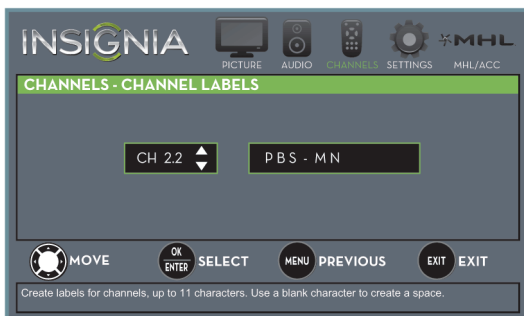 INSIGNIA
PICTURE AUDIO CHANNELS SETTINGS MHL MHL/ACC
CHANNELS - CHANNEL LABELS
CH 2.2 PBS - MN
MOVE OK ENTER SELECT MENU PREVIOUS EXIT EXIT
Create labels for channels, up to 11 characters. Use a blank character to create a space.